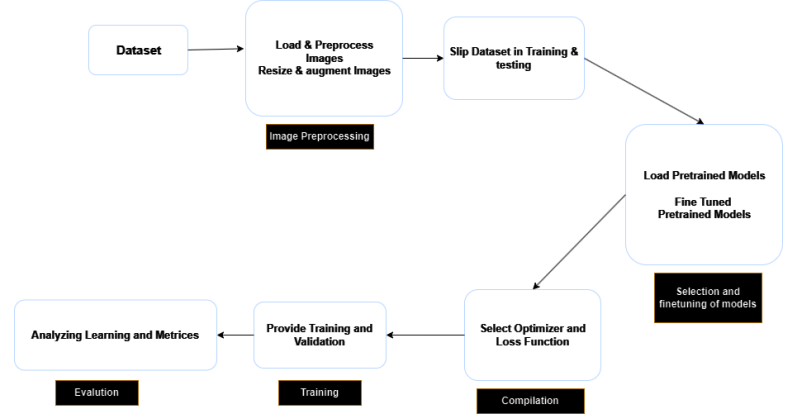 Dataset
Load & Preprocess
Images
Resize & augment Images
Image Preprocessing
Slip Dataset in Training &
testing
Load Pretrained Models
Fine Tuned
Pretrained Models
Selection and
finetuning of models
Select Optimizer and
Loss Function
Compilation
Provide Training and
Validation
Training
Analyzing Learning and Metrices
Evalution